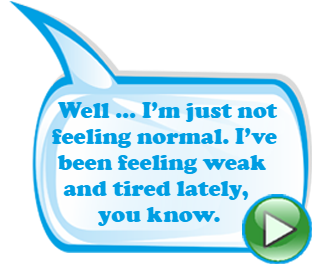 Well ... I'm just not
feeling normal. I've
been feeling weak
and tired lately,
you know.